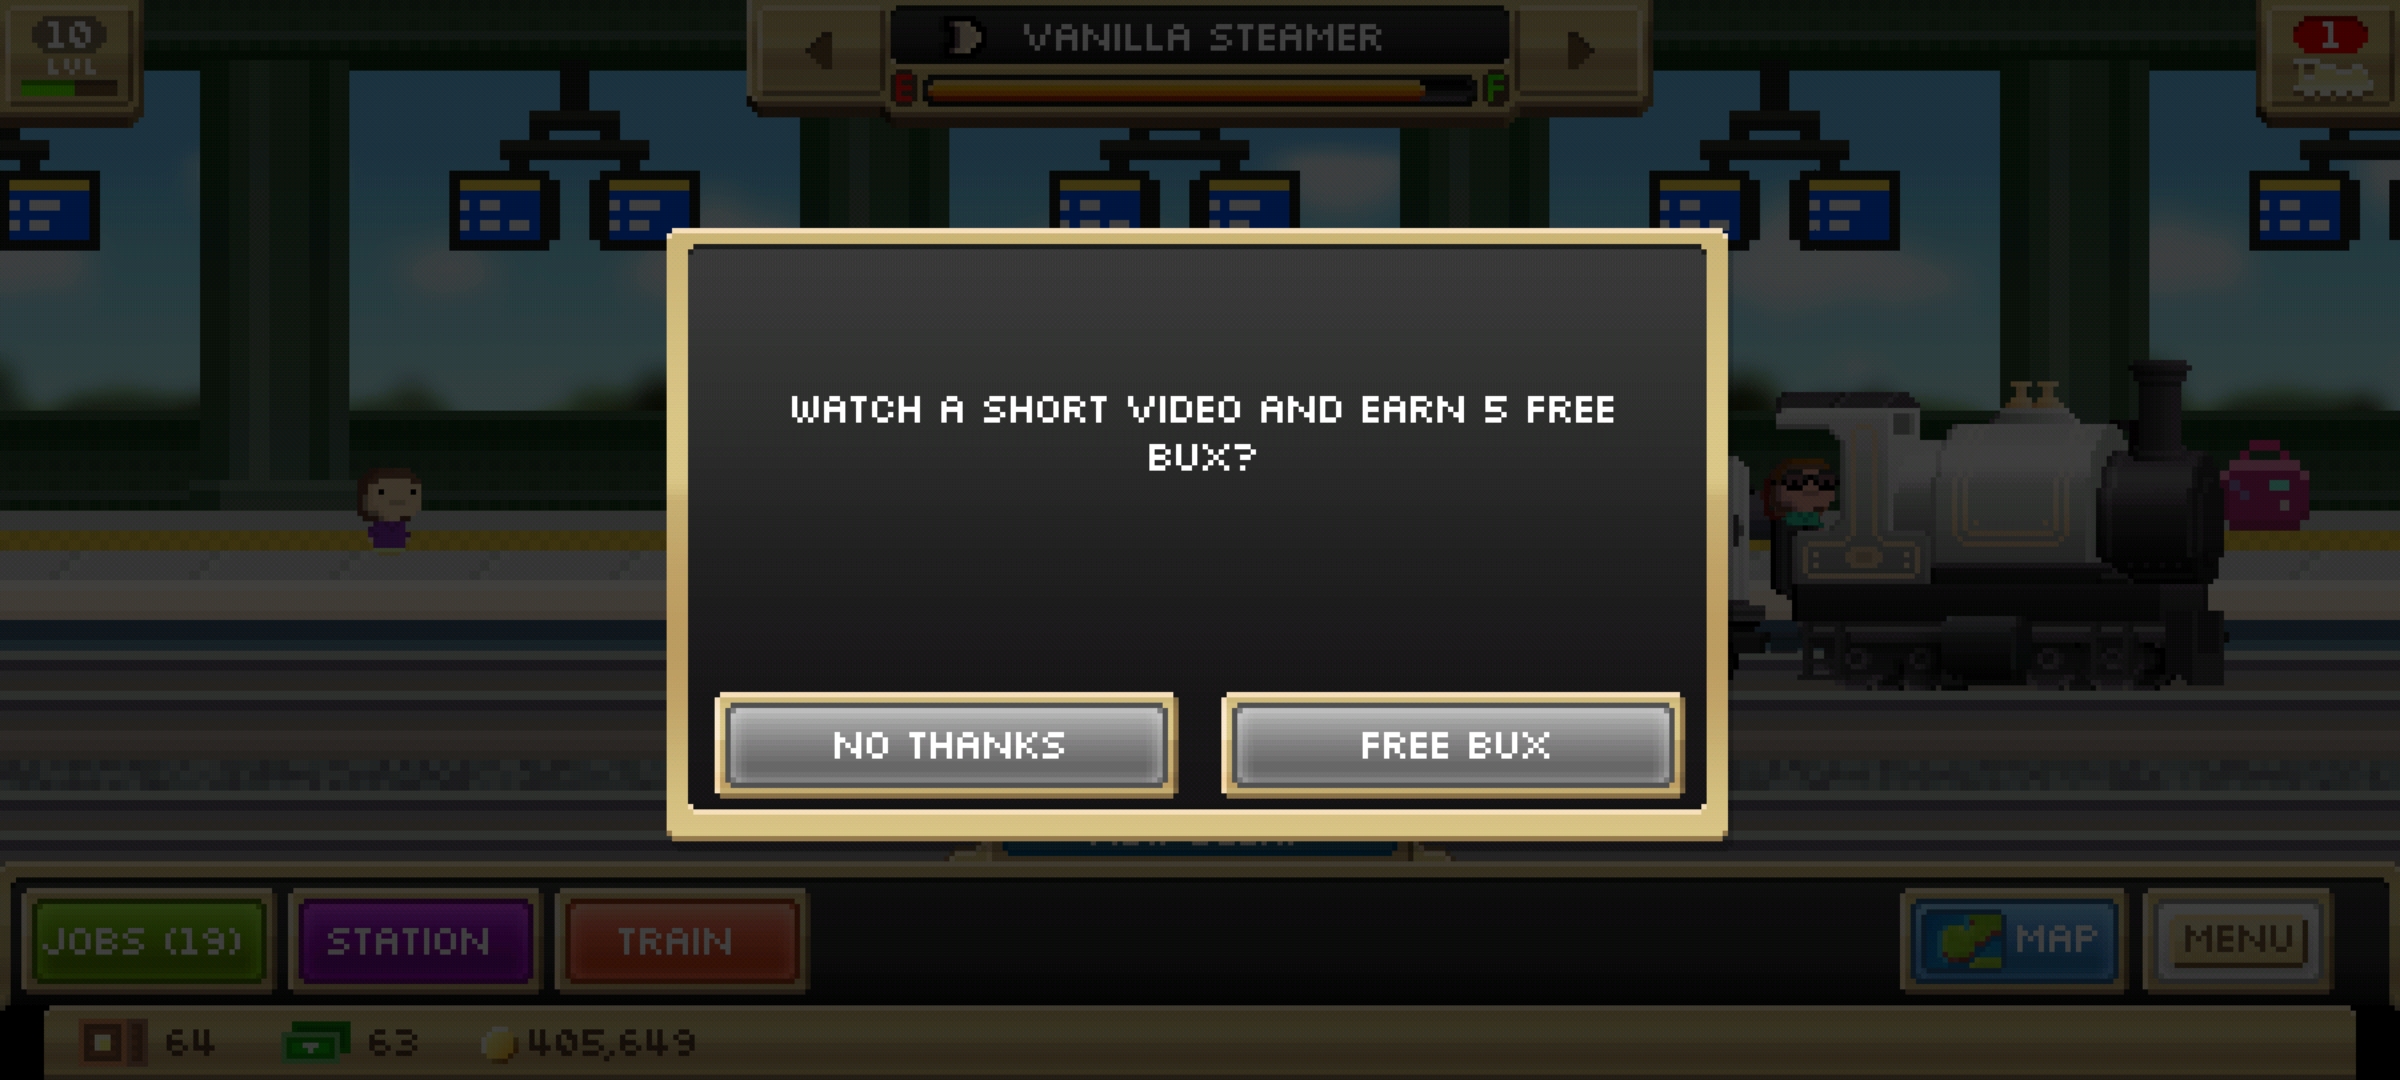 10
LVL
VANILLA STEAMER
E
F
1
WATCH A SHORT VIDEO AND EARN 5 FREE
BUX?
NO THANKS
FREE BUX
JOBS (19)
STATION
TRAIN
MAP
MENU
64
63
405,649